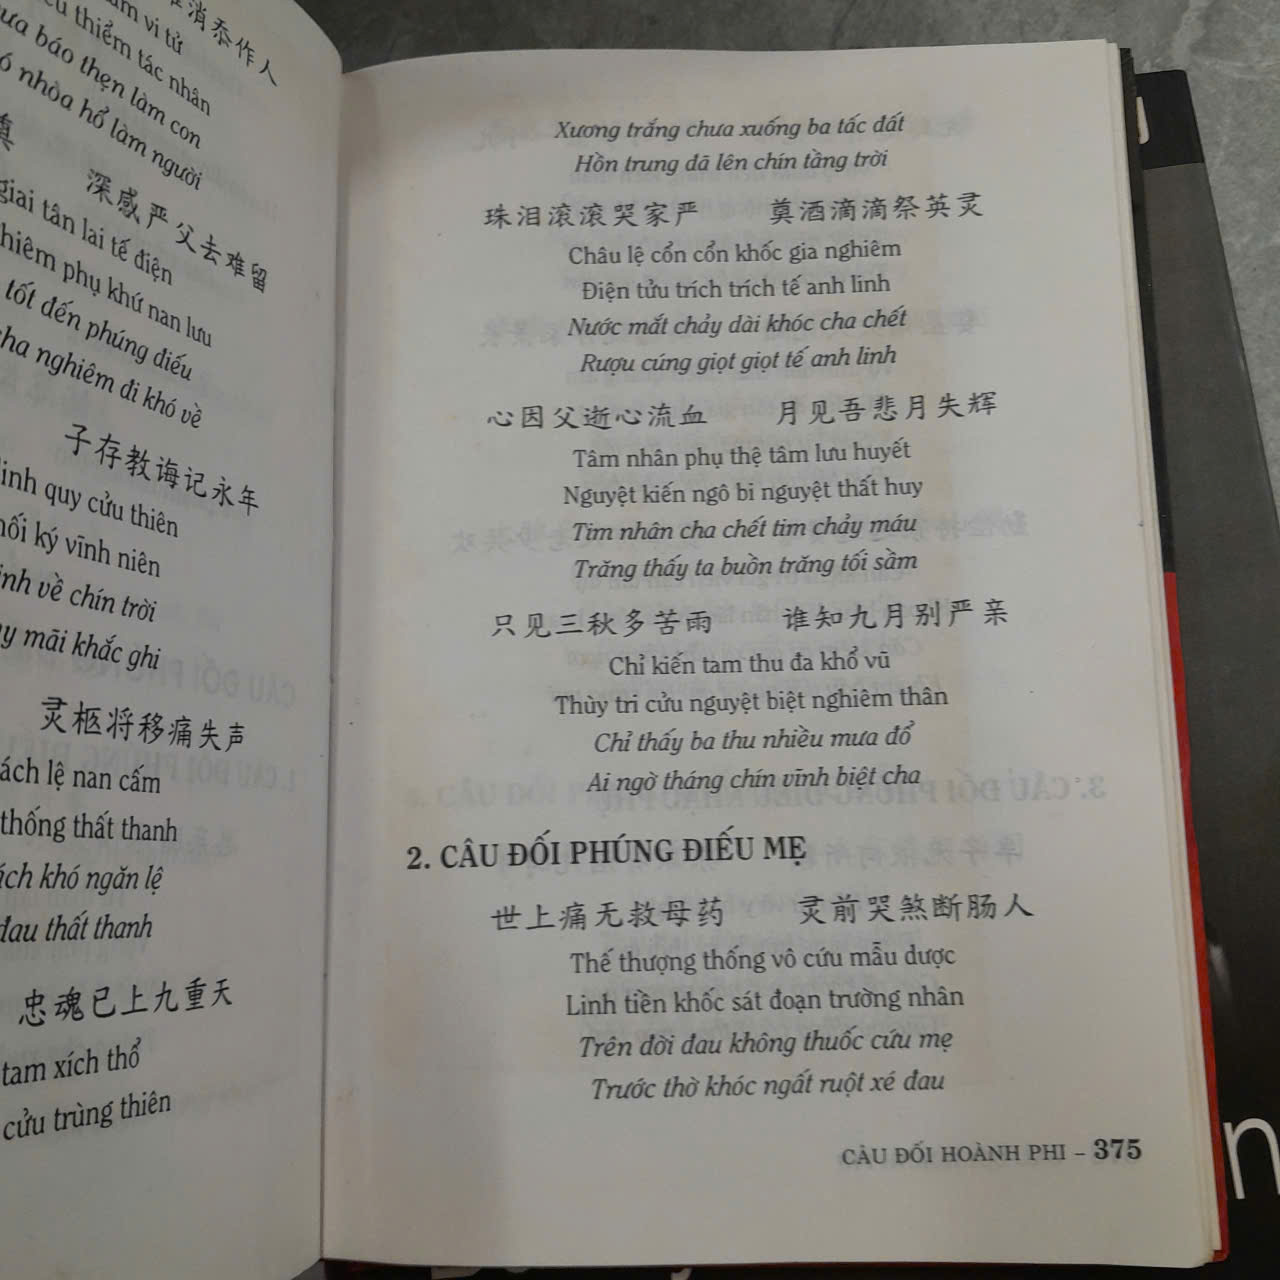 消忝作人
vi tử
thiểm tác nhân
báo thẹn làm con
nhòa hổ làm người
深感严父去难留
giai tân lai tế điện
nghiêm phụ khứ nan lưu
tốt đến phúng điếu
cha nghiêm đi khó về
子存教诲记永年
linh quy cửu thiên
hối ký vĩnh niên
linh về chín trời
mãi khắc ghi
灵柩将移痛失声
lệ nan cấm
thống thất thanh
khó ngăn lệ
đau thất thanh
忠魂已上九重天
tam xích thổ
cửu trùng thiên
Xương trắng chưa xuống ba tấc đất
Hồn trung đã lên chín tầng trời
珠泪滚滚哭家严 奠酒滴滴祭英灵
Châu lệ cổn cổn khốc gia nghiêm
Điện tửu trích trích tế anh linh
Nước mắt chảy dài khóc cha chết
Rượu cúng giọt giọt tế anh linh
心因父逝心流血 月见吾悲月失辉
Tâm nhân phụ thệ tâm lưu huyết
Nguyệt kiến ngô bi nguyệt thất huy
Tim nhân cha chết tim chảy máu
Trăng thấy ta buồn trăng tối sầm
只见三秋多苦雨 谁知九月别严亲
Chỉ kiến tam thu đa khổ vũ
Thùy tri cửu nguyệt biệt nghiêm thân
Chỉ thấy ba thu nhiều mưa đổ
Ai ngờ tháng chín vĩnh biệt cha
2. CÂU ĐỐI PHÚNG ĐIẾU MẸ
世上痛无救母药 灵前哭煞断肠人
Thế thượng thống vô cứu mẫu dược
Linh tiền khốc sát đoạn trường nhân
Trên đời đau không thuốc cứu mẹ
Trước thờ khóc ngất ruột xé đau
CÂU ĐỐI HOÀNH PHI – 375